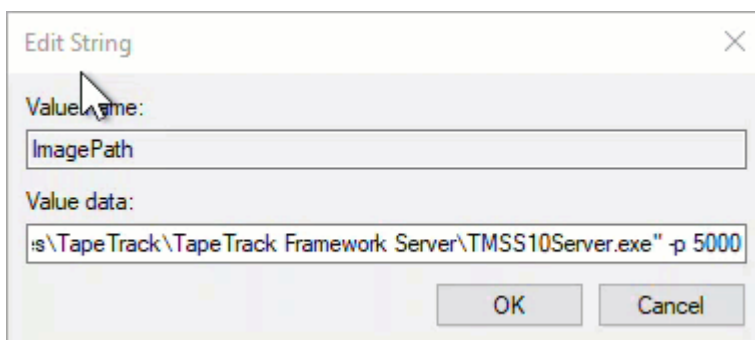 Edit String
Value name:
ImagePath
Value data:
s\TapeTrack\TapeTrack Framework Server\TMSS10Server.exe" -p 5000
OK Cancel